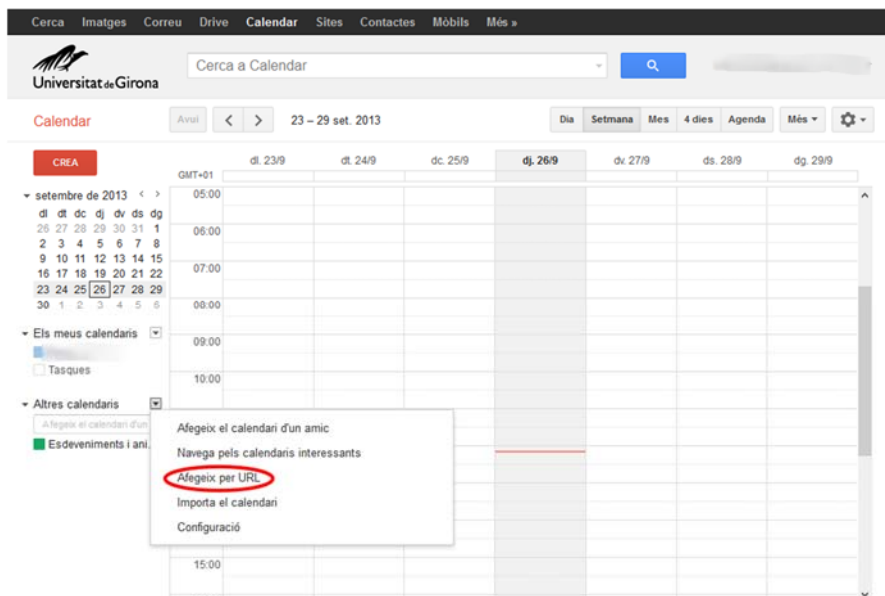 Cerca Imatges Correu Drive Calendar Sites Contactes Mòbils Més »
Universitat de Girona
Cerca a Calendar
Calendar
Avui 23 – 29 set. 2013 Dia Setmana Mes 4 dies Agenda Més
CREA
GMT+01 dl. 23/9 dt. 24/9 dc. 25/9 dj. 26/9 dv. 27/9 ds. 28/9 dg. 29/9
setembre de 2013
dl dt dc dj dv ds dg
26 27 28 29 30 31 1
2 3 4 5 6 7 8
9 10 11 12 13 14 15
16 17 18 19 20 21 22
23 24 25 26 27 28 29
30 1 2 3 4 5 6
Els meus calendaris
Tasques
Altres calendaris
Afegeix el calendari d'un
Esdeveniments i ani.
05:00
06:00
07:00
08:00
09:00
10:00
Afegeix el calendari d'un amic
Navega pels calendaris interessants
Afegeix per URL
Importa el calendari
Configuració
15:00